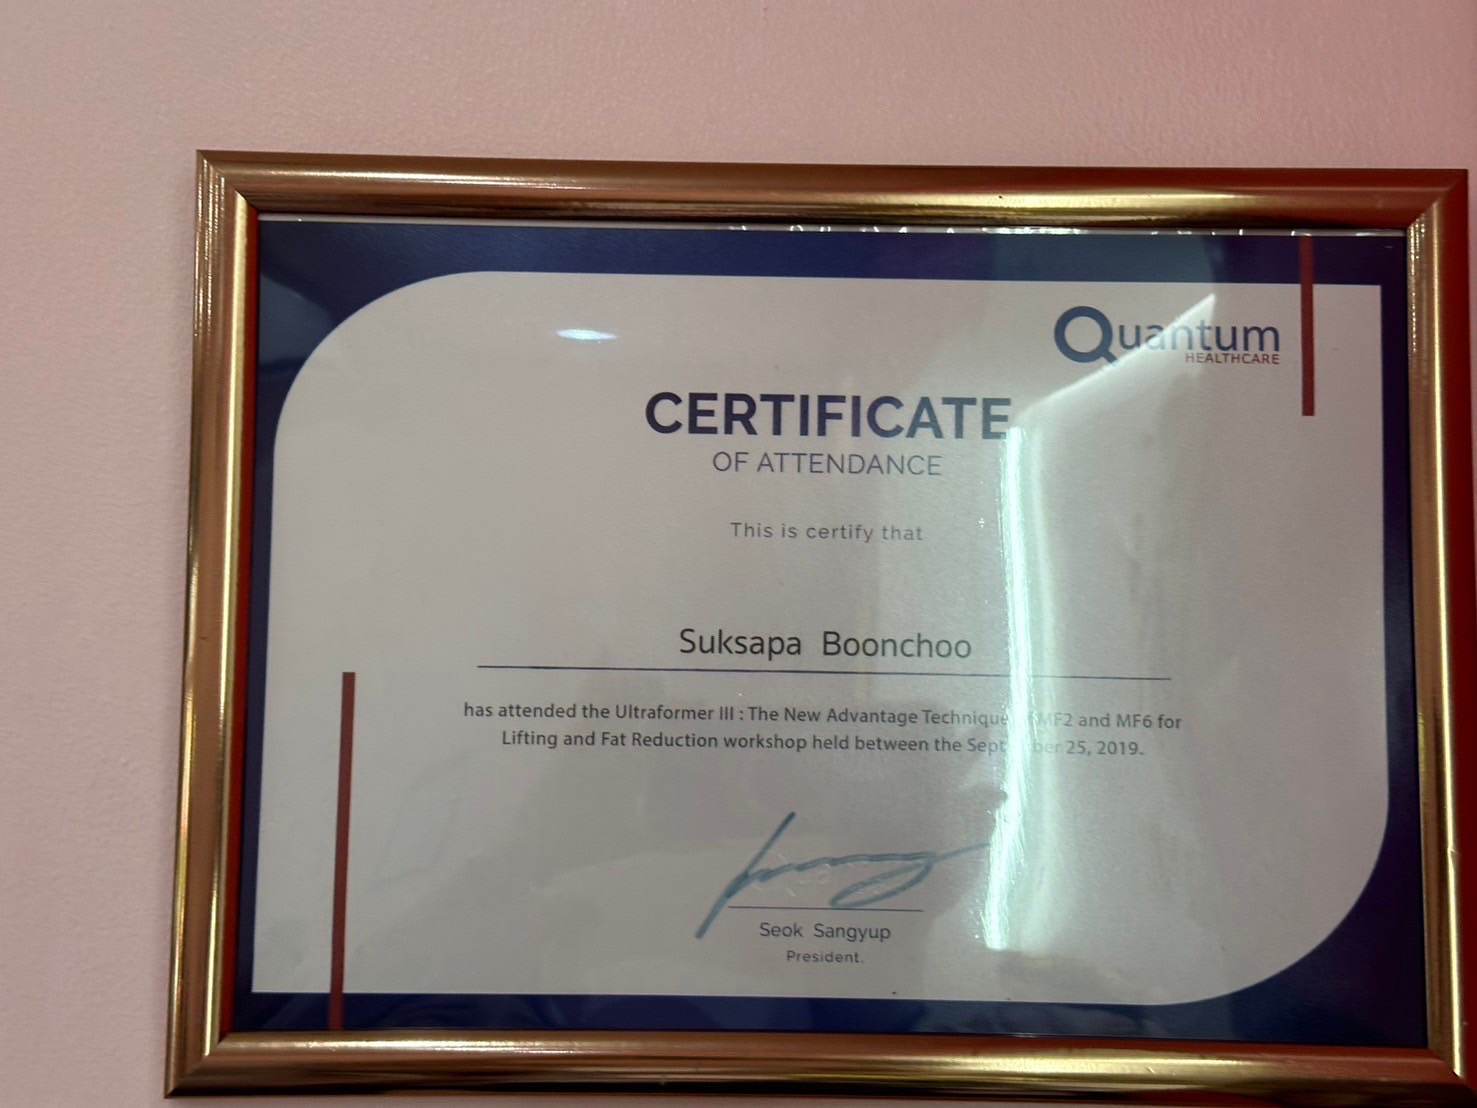 Quantum
HEALTHCARE
CERTIFICATE
OF ATTENDANCE
This is certify that
Suksapa Boonchoo
has attended the Ultraformer III : The New Advantage Technique MF2 and MF6 for
Lifting and Fat Reduction workshop held between the September 25, 2019.
Seok Sangyup
President.